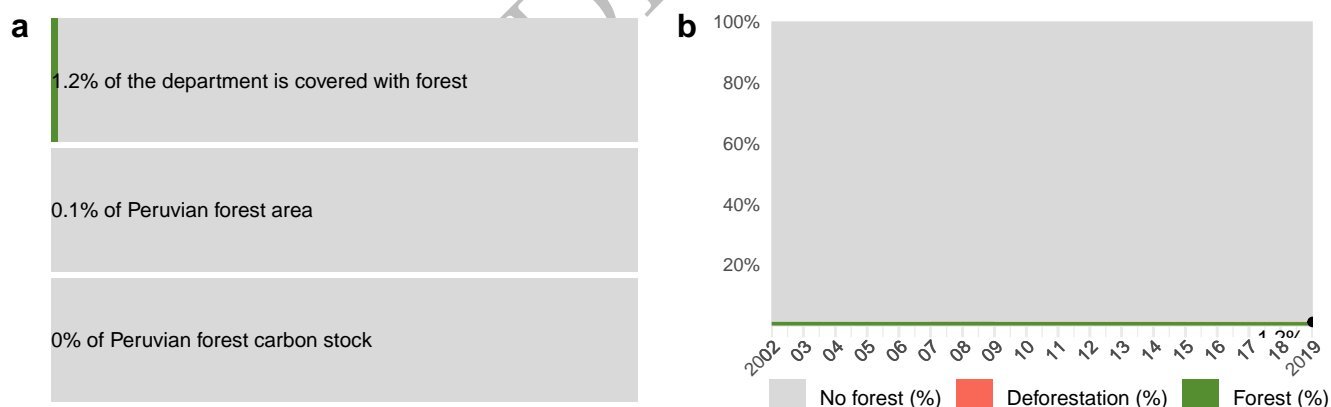 a
1.2% of the department is covered with forest
0.1% of Peruvian forest area
0% of Peruvian forest carbon stock
b
100%
80%
60%
40%
20%
1.2%
2002 03 04 05 06 07 08 09 10 11 12 13 14 15 16 17 18 2019
No forest (%) Deforestation (%) Forest (%)